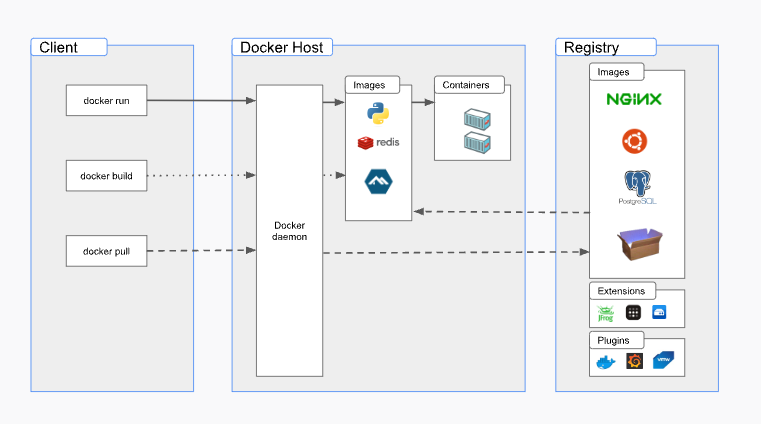 Client
docker run
docker build
docker pull
Docker Host
Docker
daemon
Images
redis
Containers
Registry
Images
NGINX
PostgreSQL
Extensions
JFrog
Plugins
vmw